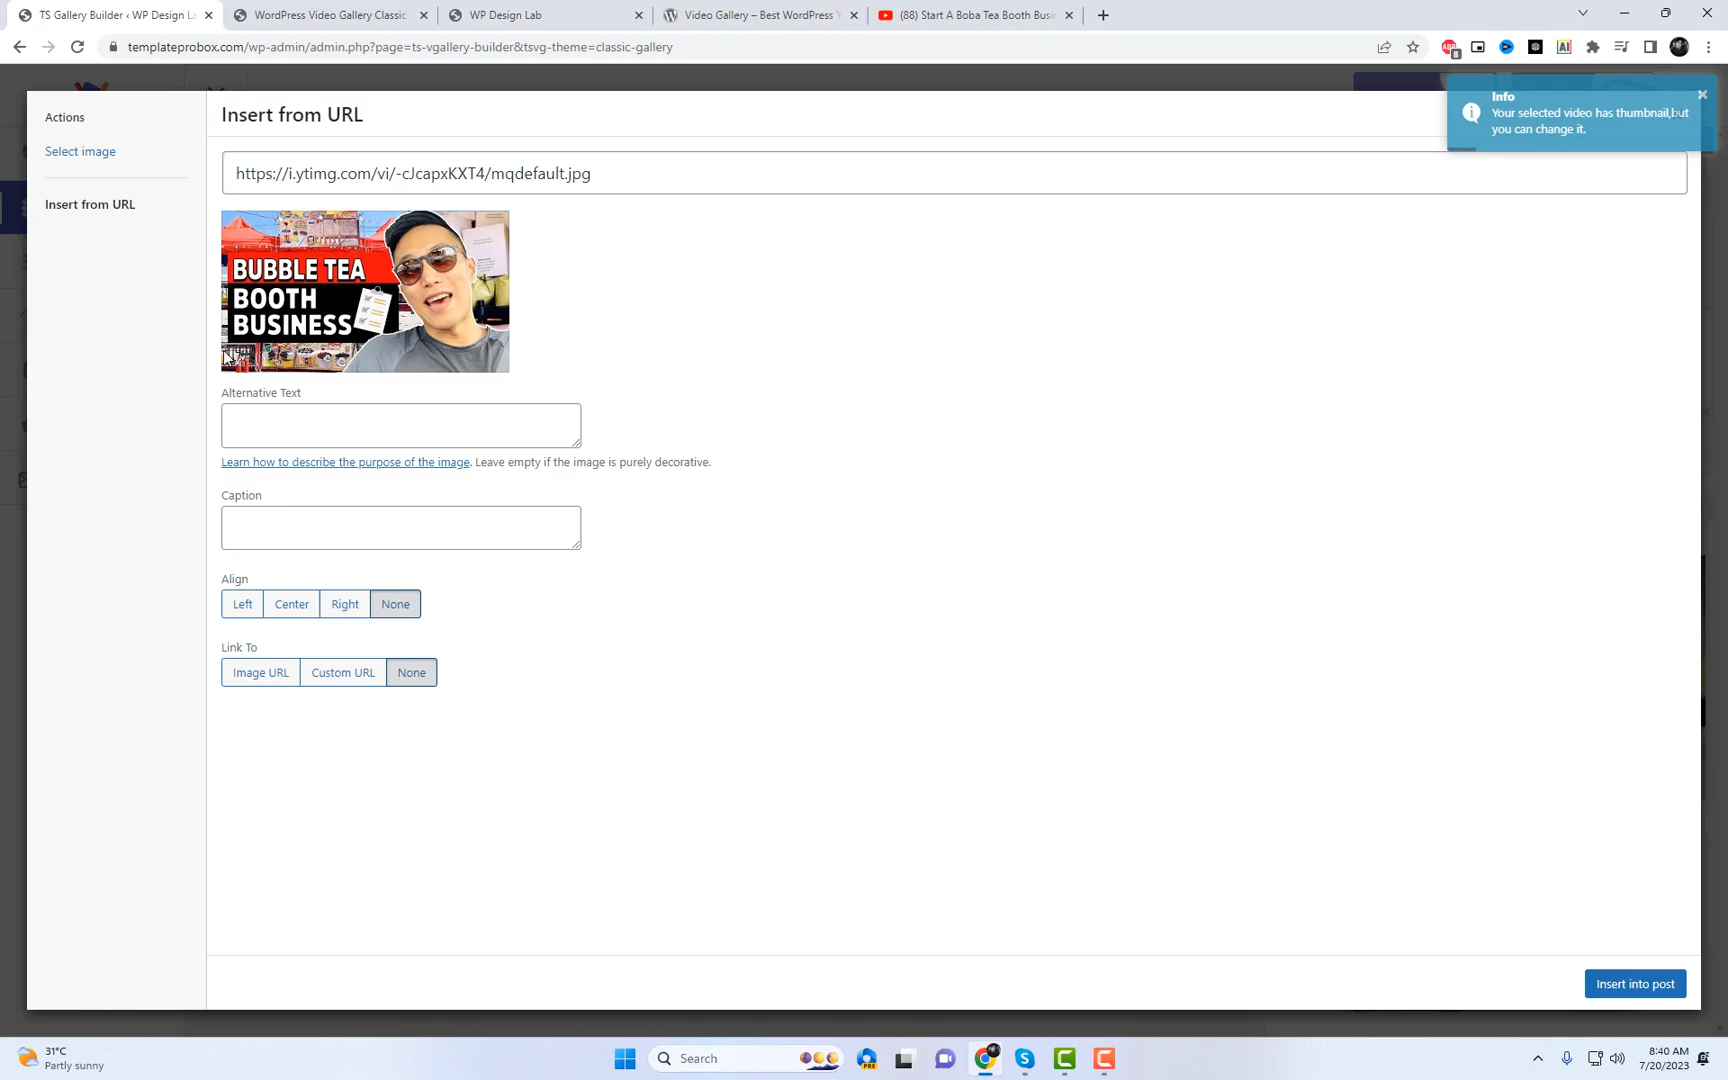 TS Gallery Builder ‹ WP Design La
WordPress Video Gallery Classic
WP Design Lab
Video Gallery – Best WordPress
(88) Start A Boba Tea Booth Busi
templateprobox.com/wp-admin/admin.php?page=ts-vgallery-builder&tsvg-theme=classic-gallery
Actions
Select image
Insert from URL
Insert from URL
Info
Your selected video has thumbnail,but
you can change it.
https://i.ytimg.com/vi/-cJcapxKXT4/mqdefault.jpg
BUBBLE TEA
BOOTH
BUSINESS
Alternative Text
Learn how to describe the purpose of the image. Leave empty if the image is purely decorative.
Caption
Align
Left
Center
Right
None
Link To
Image URL
Custom URL
None
Insert into post
31°C
Partly sunny
Search
8:40 AM
7/20/2023